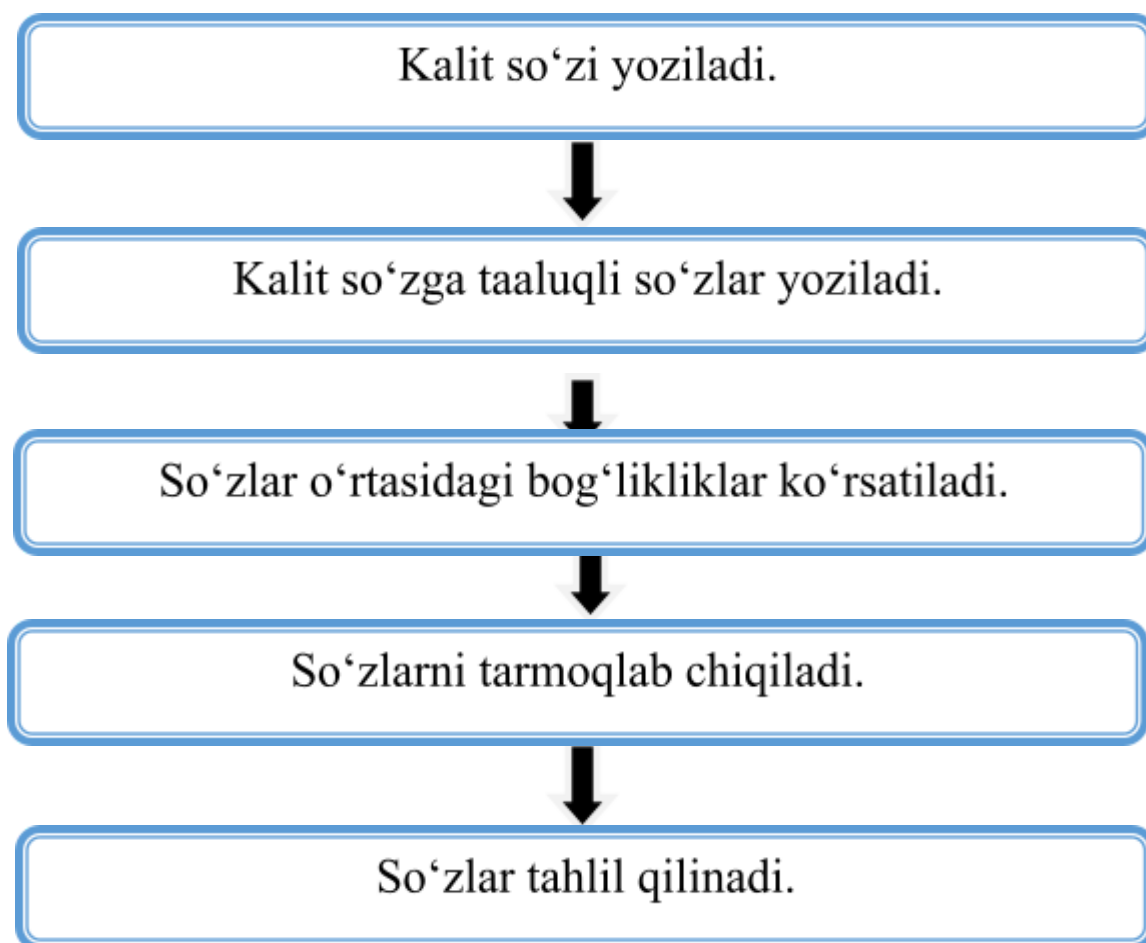 Kalit so‘zi yoziladi.
Kalit so‘zga taaluqli so‘zlar yoziladi.
So‘zlar o‘rtasidagi bog‘likliklar ko‘rsatiladi.
So‘zlarni tarmoqlab chiqiladi.
So‘zlar tahlil qilinadi.